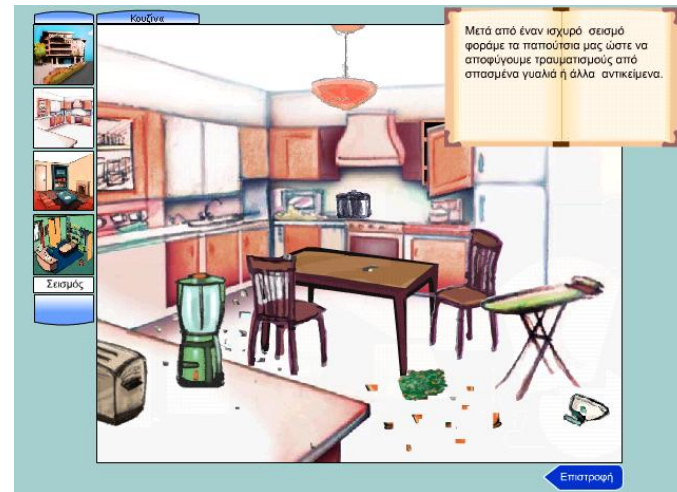 Κουζίνα
Μετά από έναν ισχυρό σεισμό
φοράμε τα παπούτσια μας ώστε να
αποφύγουμε τραυματισμούς από
σπασμένα γυαλιά ή άλλα αντικείμενα.
Σεισμός
Επιστροφή